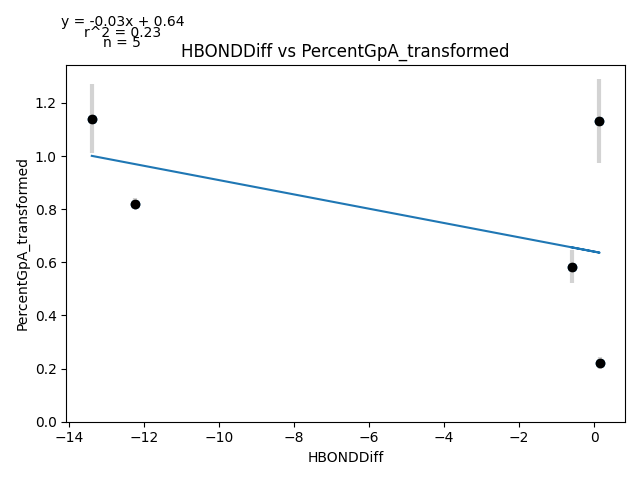 y = -0.03x + 0.64
r^2 = 0.23
n = 5
HBONDDiff vs PercentGpA_transformed
PercentGpA_transformed
1.2
1.0
0.8
0.6
0.4
0.2
0.0
−14 −12 −10 −8 −6 −4 −2 0
HBONDDiff